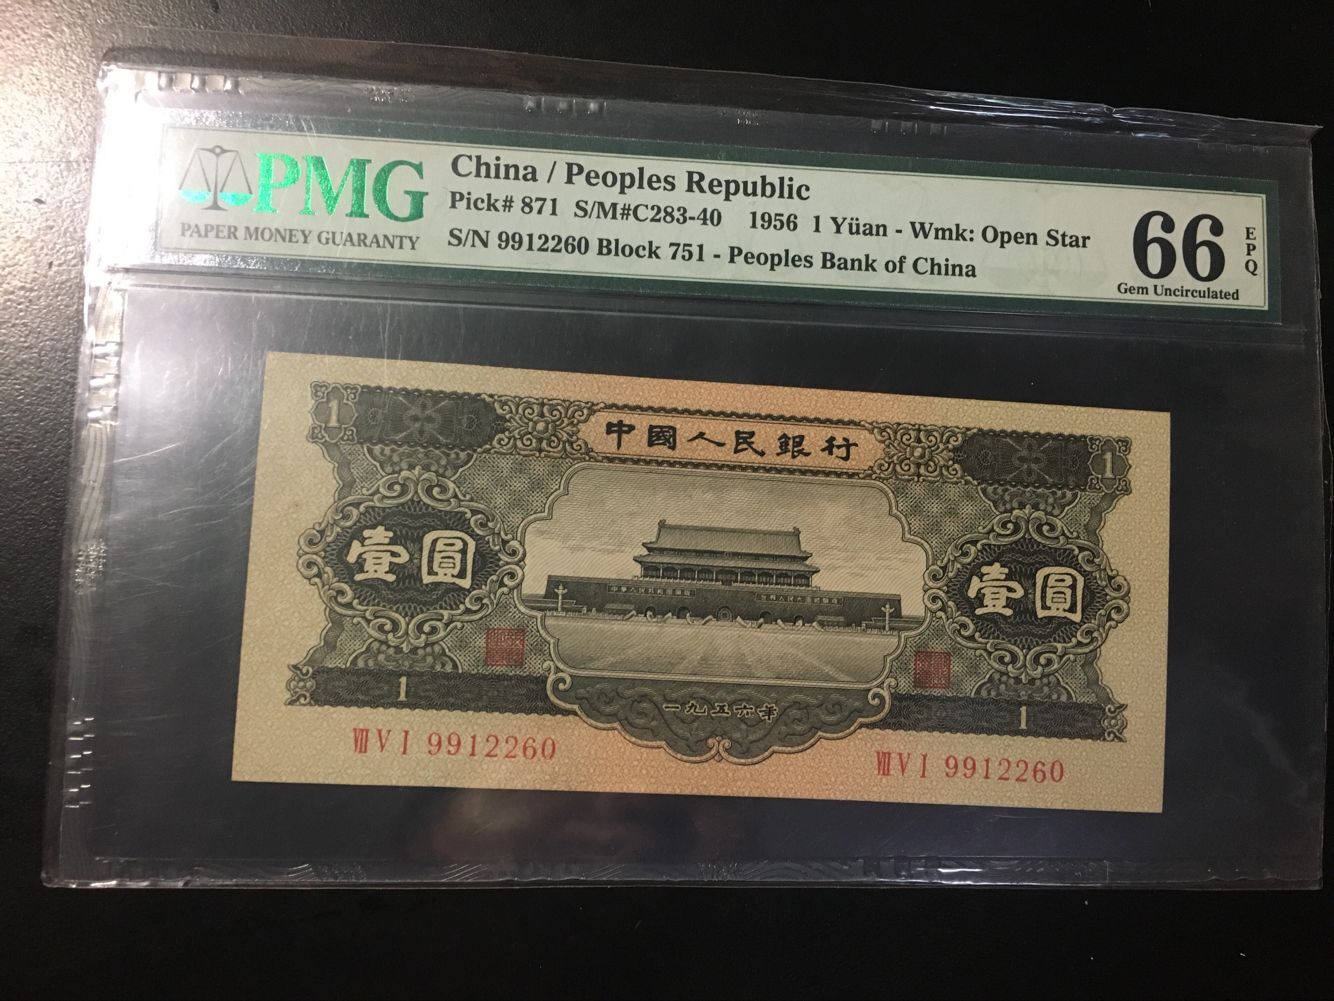 PMG
PAPER MONEY GUARANTY
China / Peoples Republic
Pick# 871 S/M#C283-40 1956 1 Yüan - Wmk: Open Star
S/N 9912260 Block 751 - Peoples Bank of China
66
EPQ
Gem Uncirculated
1
中國人民銀行
1
壹圓
壹圓
1
一九五六年
1
ⅦⅤⅠ 9912260
ⅦⅤⅠ 9912260